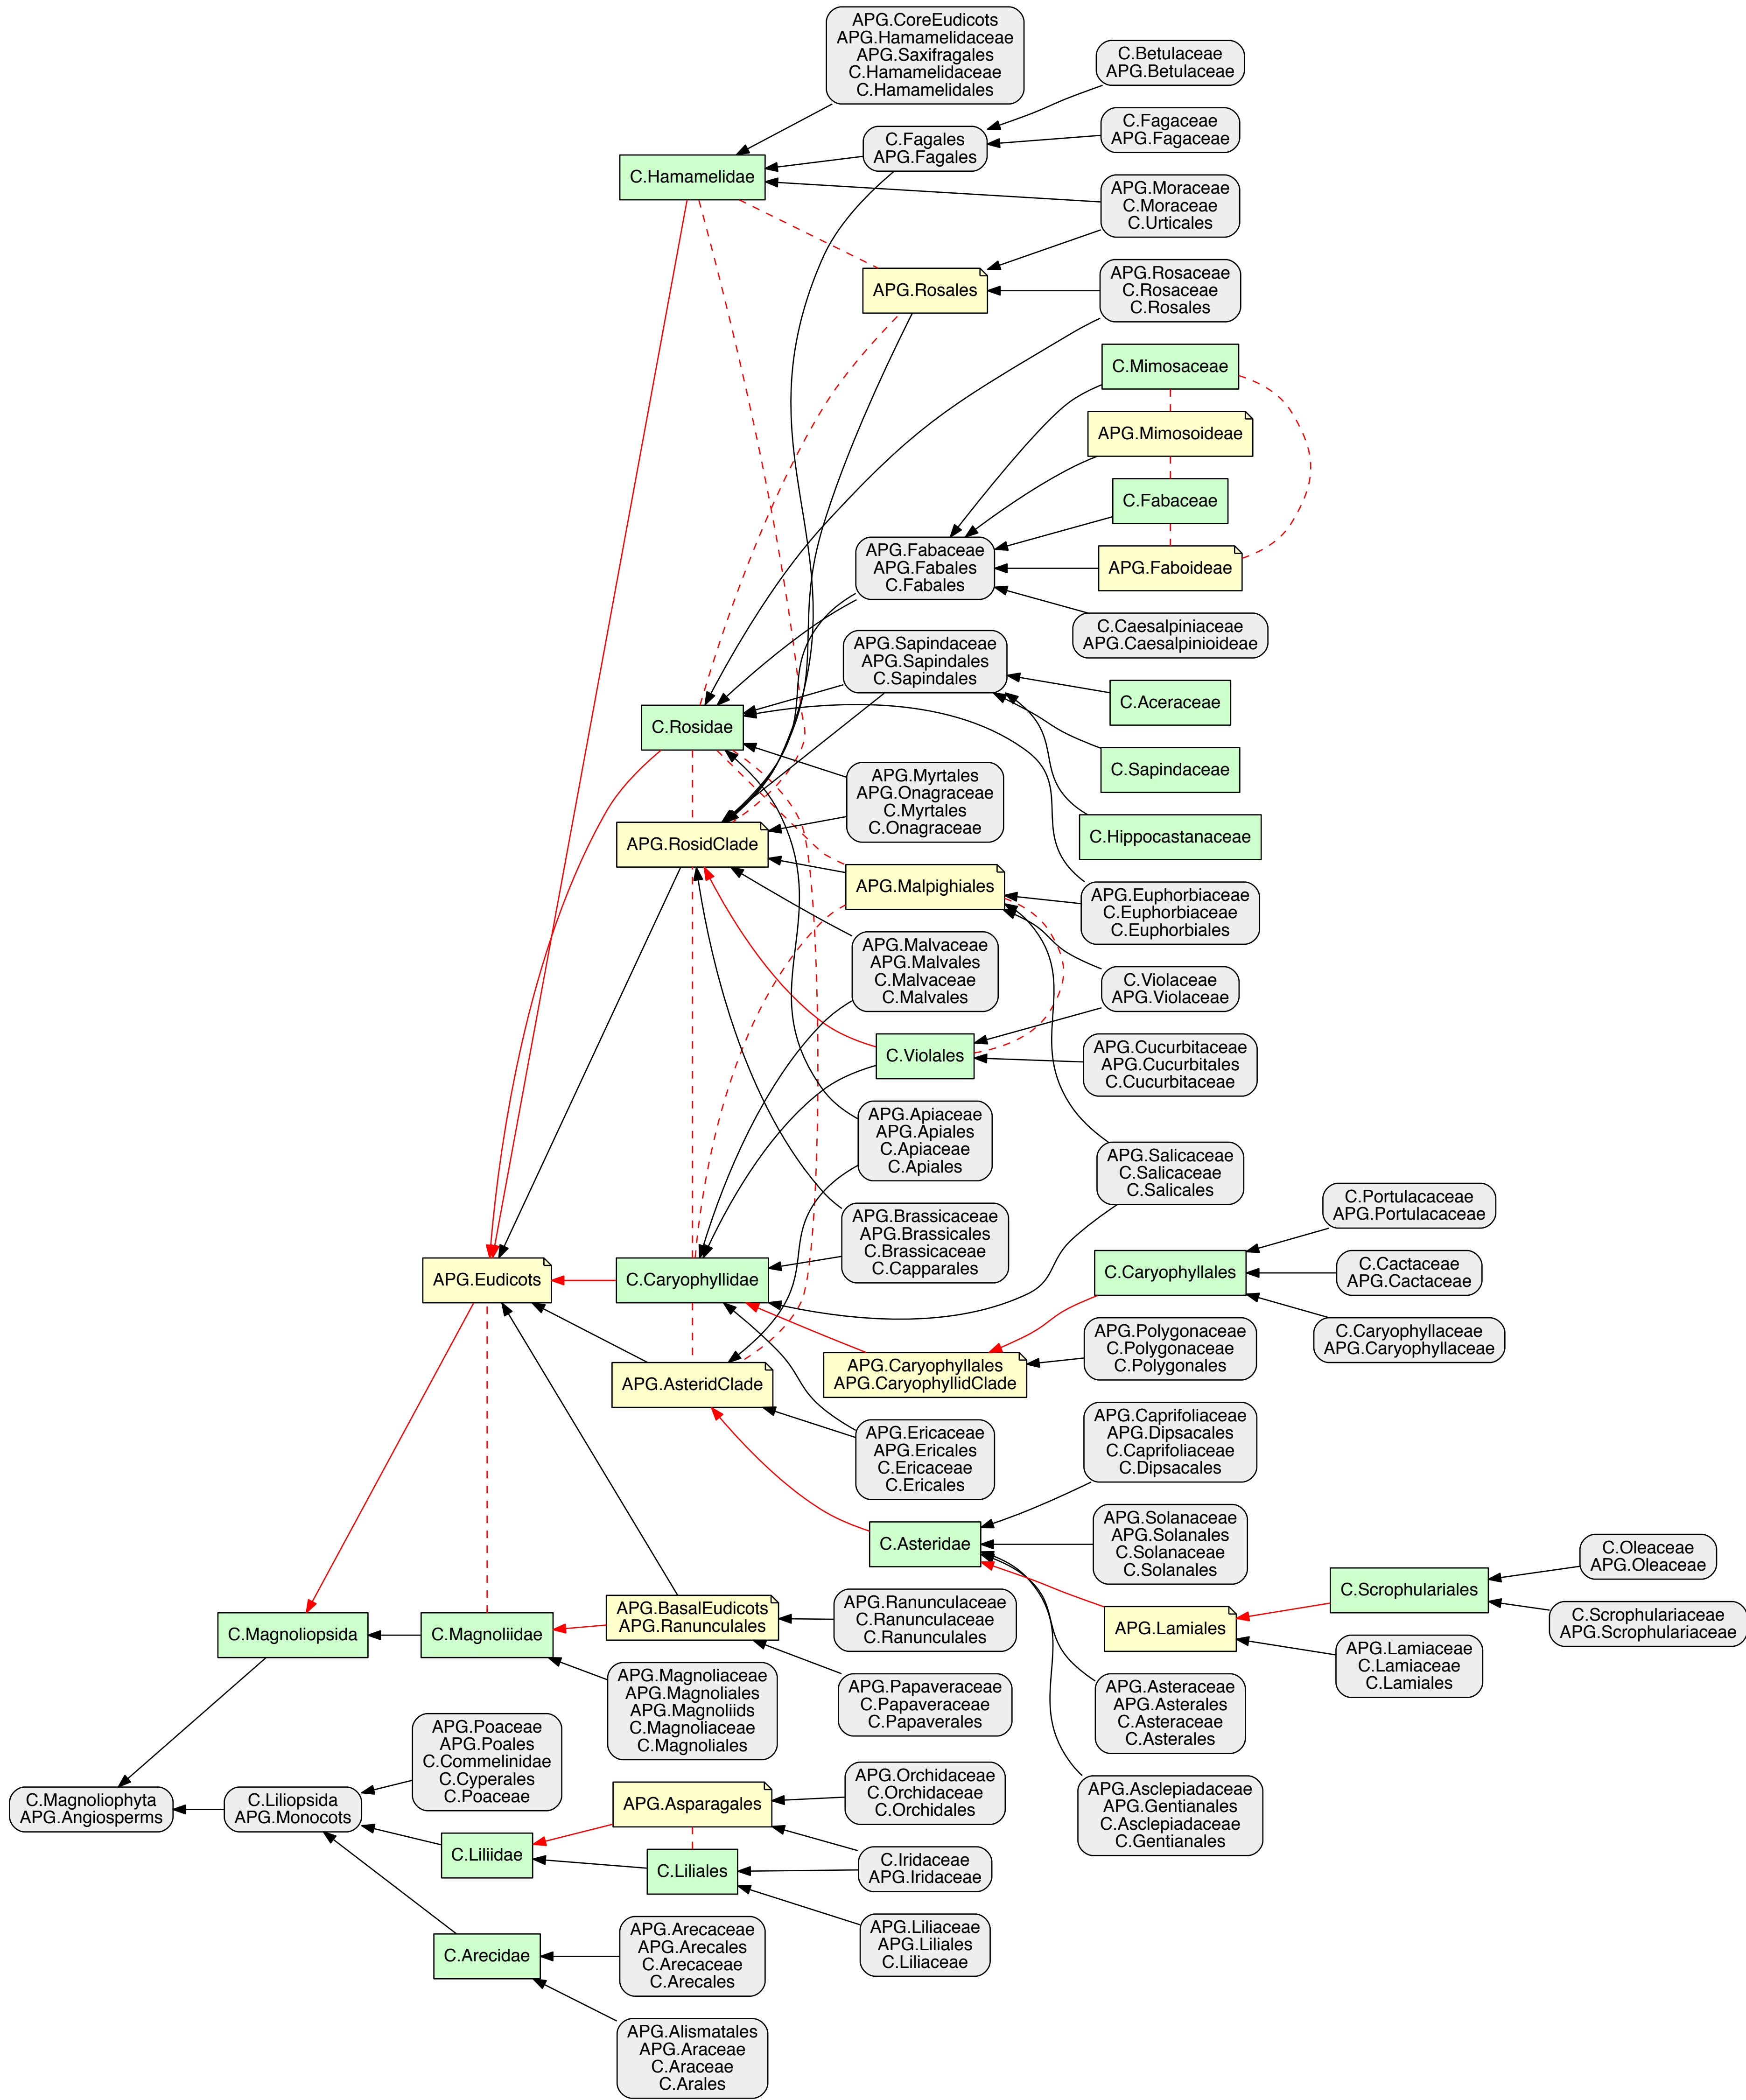 APG.CoreEudicots
APG.Hamamelidaceae
APG.Saxifragales
C.Hamamelidaceae
C.Hamamelidales
C.Betulaceae
APG.Betulaceae
C.Fagaceae
APG.Fagaceae
C.Fagales
APG.Fagales
C.Hamamelidae
APG.Moraceae
C.Moraceae
C.Urticales
APG.Rosales
APG.Rosaceae
C.Rosaceae
C.Rosales
C.Mimosaceae
APG.Mimosoideae
C.Fabaceae
APG.Fabaceae
APG.Fabales
C.Fabales
APG.Faboideae
C.Caesalpiniaceae
APG.Caesalpinioideae
APG.Sapindaceae
APG.Sapindales
C.Sapindales
C.Aceraceae
C.Rosidae
C.Sapindaceae
APG.Myrtales
APG.Onagraceae
C.Myrtales
C.Onagraceae
C.Hippocastanaceae
APG.RosidClade
APG.Malpighiales
APG.Euphorbiaceae
C.Euphorbiaceae
C.Euphorbiales
APG.Malvaceae
APG.Malvales
C.Malvaceae
C.Malvales
C.Violaceae
APG.Violaceae
C.Violales
APG.Cucurbitaceae
APG.Cucurbitales
C.Cucurbitaceae
APG.Apiaceae
APG.Apiales
C.Apiaceae
C.Apiales
APG.Salicaceae
C.Salicaceae
C.Salicales
APG.Brassicaceae
APG.Brassicales
C.Brassicaceae
C.Capparales
C.Portulacaceae
APG.Portulacaceae
APG.Eudicots
C.Caryophyllidae
C.Caryophyllales
C.Cactaceae
APG.Cactaceae
C.Caryophyllaceae
APG.Caryophyllaceae
APG.Polygonaceae
C.Polygonaceae
C.Polygonales
APG.AsteridClade
APG.Caryophyllales
APG.CaryophyllidClade
APG.Caprifoliaceae
APG.Dipsacales
C.Caprifoliaceae
C.Dipsacales
APG.Ericaceae
APG.Ericales
C.Ericaceae
C.Ericales
C.Asteridae
APG.Solanaceae
APG.Solanales
C.Solanaceae
C.Solanales
C.Oleaceae
APG.Oleaceae
C.Scrophulariales
C.Scrophulariaceae
APG.Scrophulariaceae
C.Magnoliopsida
C.Magnoliidae
APG.BasalEudicots
APG.Ranunculales
APG.Ranunculaceae
C.Ranunculaceae
C.Ranunculales
APG.Lamiales
APG.Lamiaceae
C.Lamiaceae
C.Lamiales
APG.Magnoliaceae
APG.Magnoliales
APG.Magnoliids
C.Magnoliaceae
C.Magnoliales
APG.Papaveraceae
C.Papaveraceae
C.Papaverales
APG.Asteraceae
APG.Asterales
C.Asteraceae
C.Asterales
APG.Poaceae
APG.Poales
C.Commelinidae
C.Cyperales
C.Poaceae
C.Magnoliophyta
APG.Angiosperms
C.Liliopsida
APG.Monocots
APG.Asparagales
APG.Orchidaceae
C.Orchidaceae
C.Orchidales
APG.Asclepiadaceae
APG.Gentianales
C.Asclepiadaceae
C.Gentianales
C.Liliidae
C.Liliales
C.Iridaceae
APG.Iridaceae
APG.Liliaceae
APG.Liliales
C.Liliaceae
C.Arecidae
APG.Arecaceae
APG.Arecales
C.Arecaceae
C.Arecales
APG.Alismatales
APG.Araceae
C.Araceae
C.Arales